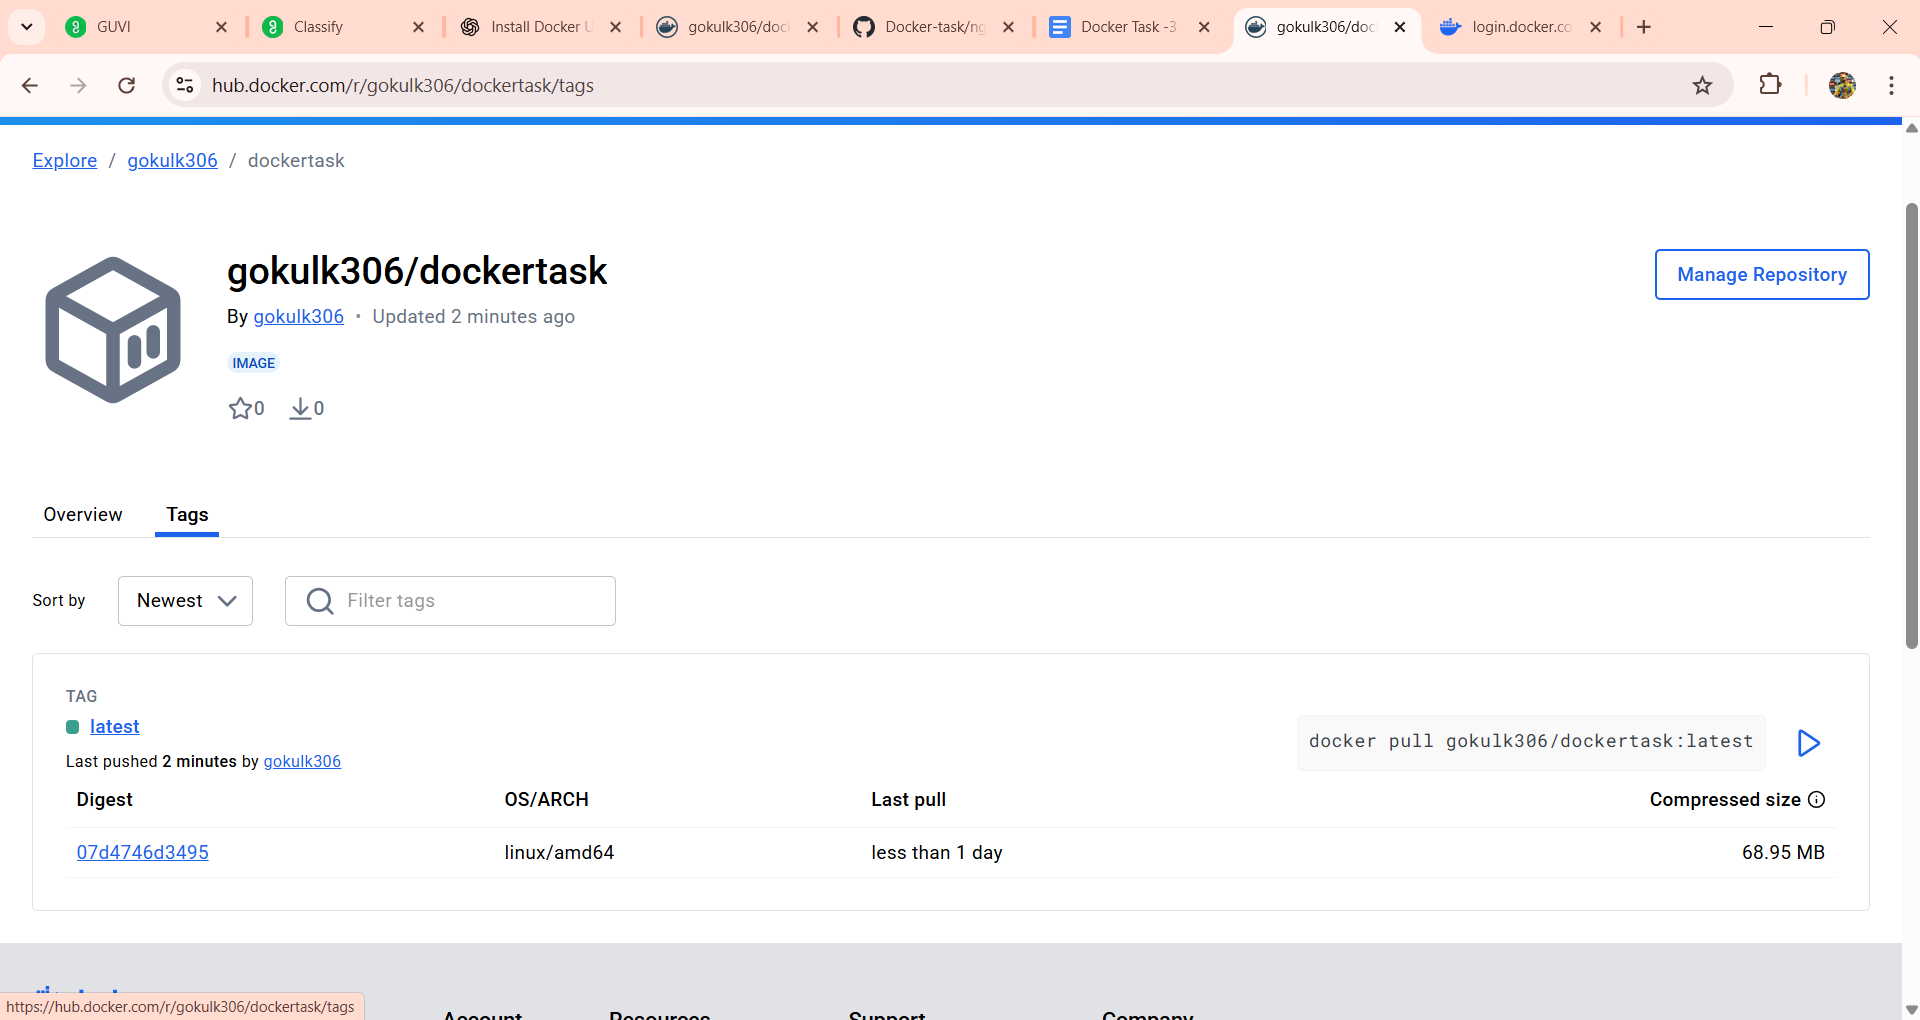 GUVI
Classify
Install Docker U
gokulk306/doc
Docker-task/ng
Docker Task -3
gokulk306/doc
login.docker.co
hub.docker.com/r/gokulk306/dockertask/tags
Explore / gokulk306 / dockertask
gokulk306/dockertask
Manage Repository
By gokulk306 • Updated 2 minutes ago
IMAGE
0 0
Overview Tags
Sort by Newest Filter tags
TAG
latest
docker pull gokulk306/dockertask:latest
Last pushed 2 minutes by gokulk306
Digest OS/ARCH Last pull Compressed size
07d4746d3495 linux/amd64 less than 1 day 68.95 MB
https://hub.docker.com/r/gokulk306/dockertask/tags
Account Resources Support Company